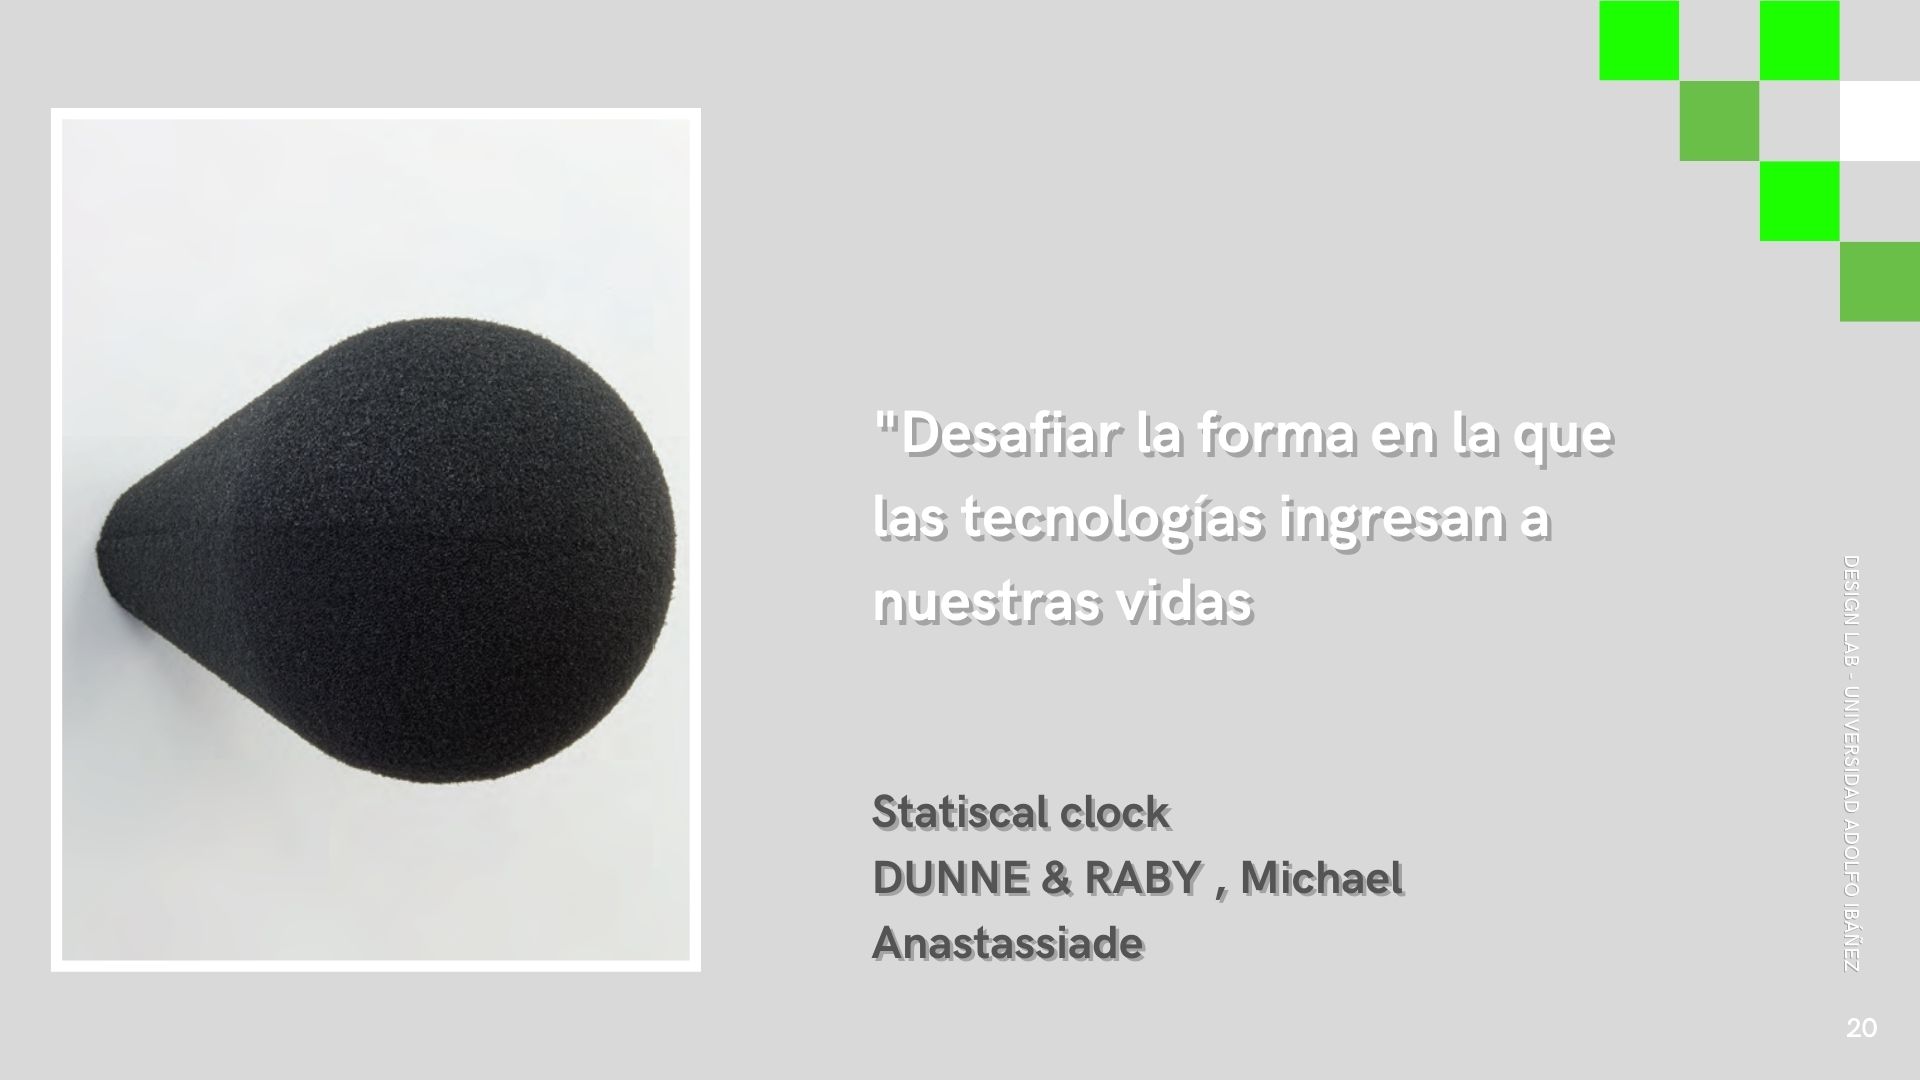 "Desafiar la forma en la que
las tecnologías ingresan a
nuestras vidas
Statiscal clock
DUNNE & RABY , Michael
Anastassiade
DESIGN LAB - UNIVERSIDAD ADOLFO IBÁÑEZ
20